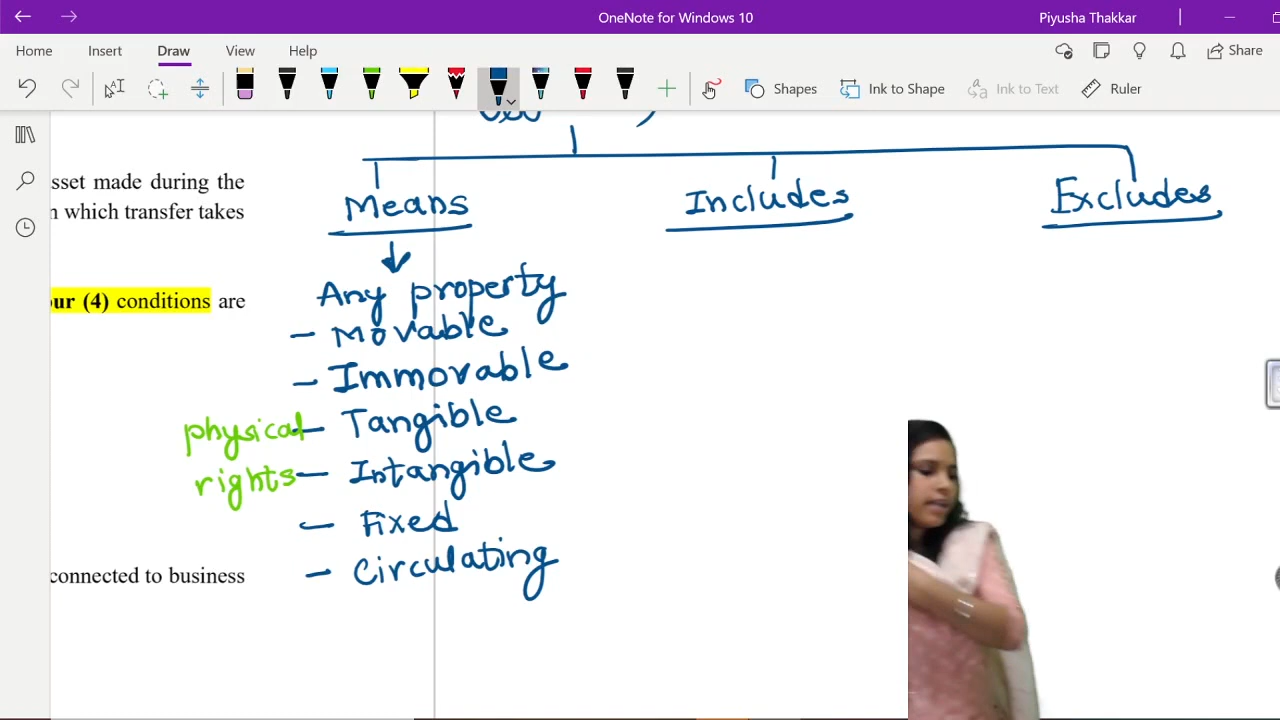 OneNote for Windows 10
Piyusha Thakkar
Home Insert Draw View Help
Share
Shapes Ink to Shape Ink to Text Ruler
sset made during the
n which transfer takes
our (4) conditions are
connected to business
Means Includes Excludes
Any property
- Movable
- Immovable
physical - Tangible
rights - Intangible
- Fixed
- Circulating